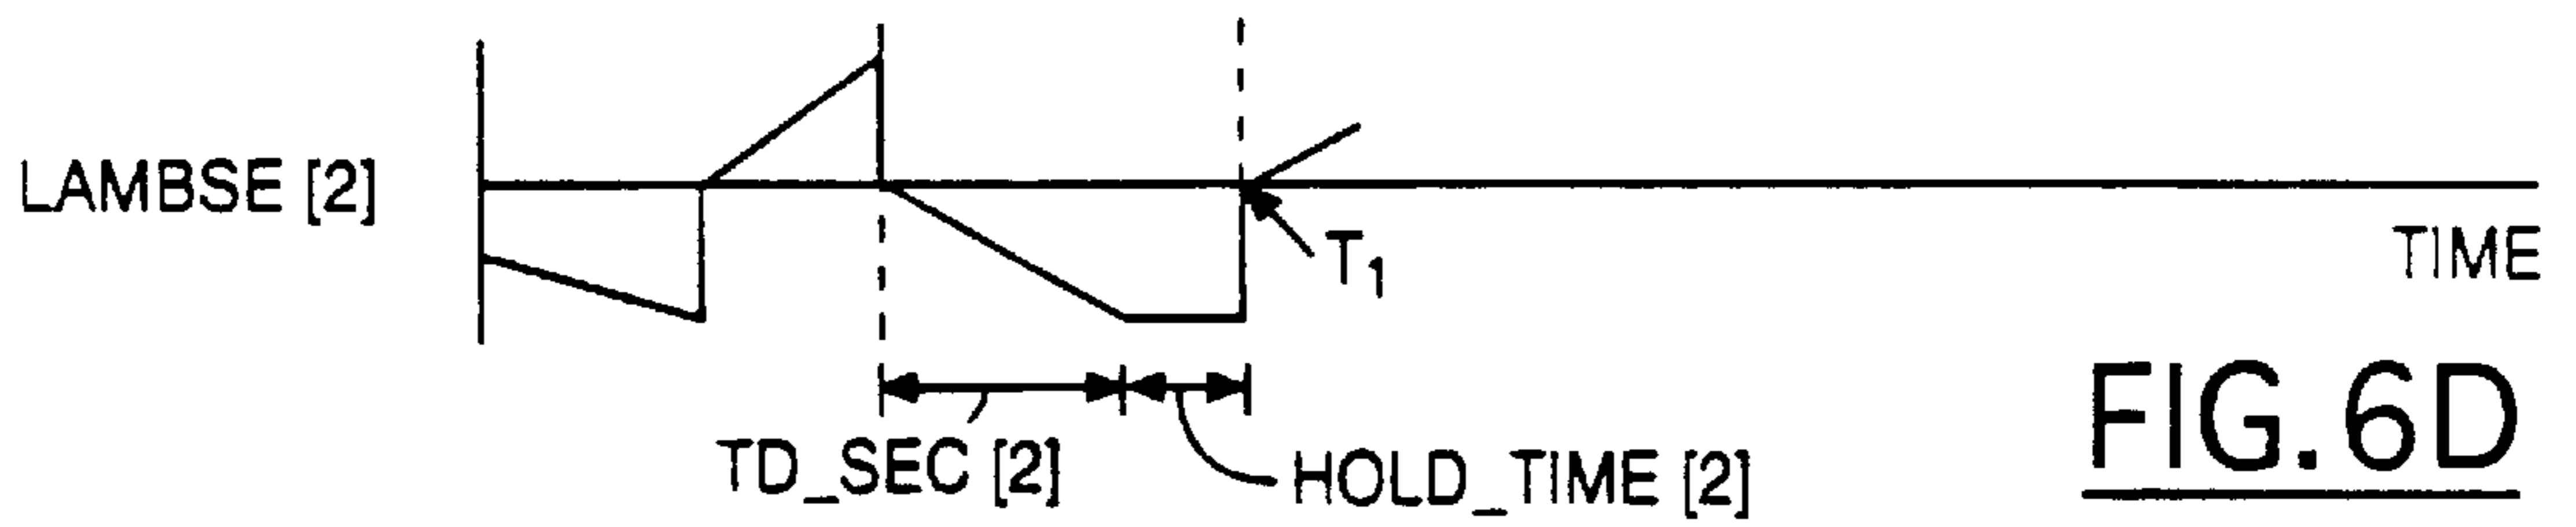 LAMBSE [2]
T1
TIME
TD_SEC [2]
HOLD_TIME [2]
FIG. 6D